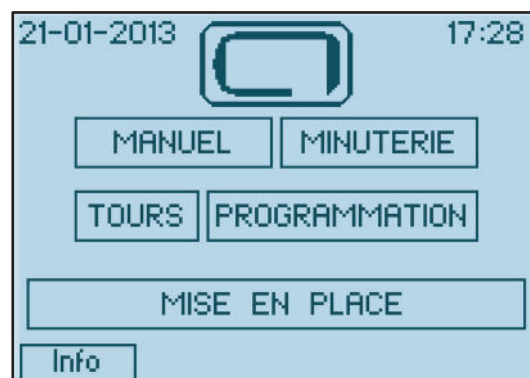 21-01-2013 17:28
MANUEL MINUTERIE
TOURS PROGRAMMATION
MISE EN PLACE
Info